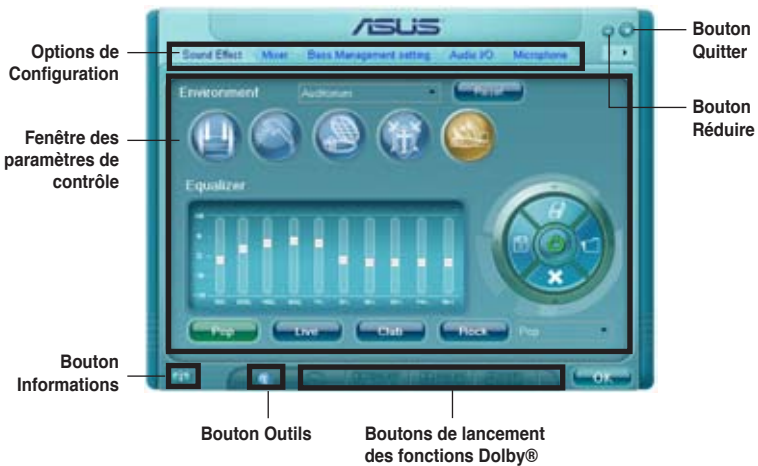 ASUS
Bouton
Quitter
Options de
Configuration
Sound Effect Mixer Bass Management setting Audio I/O Microphone
Bouton
Réduire
Environment Auditorium Reset
Fenêtre des
paramètres de
contrôle
Equalizer
Pop Live Club Rock Pop
Bouton
Informations
OK
Bouton Outils
Boutons de lancement
des fonctions Dolby®